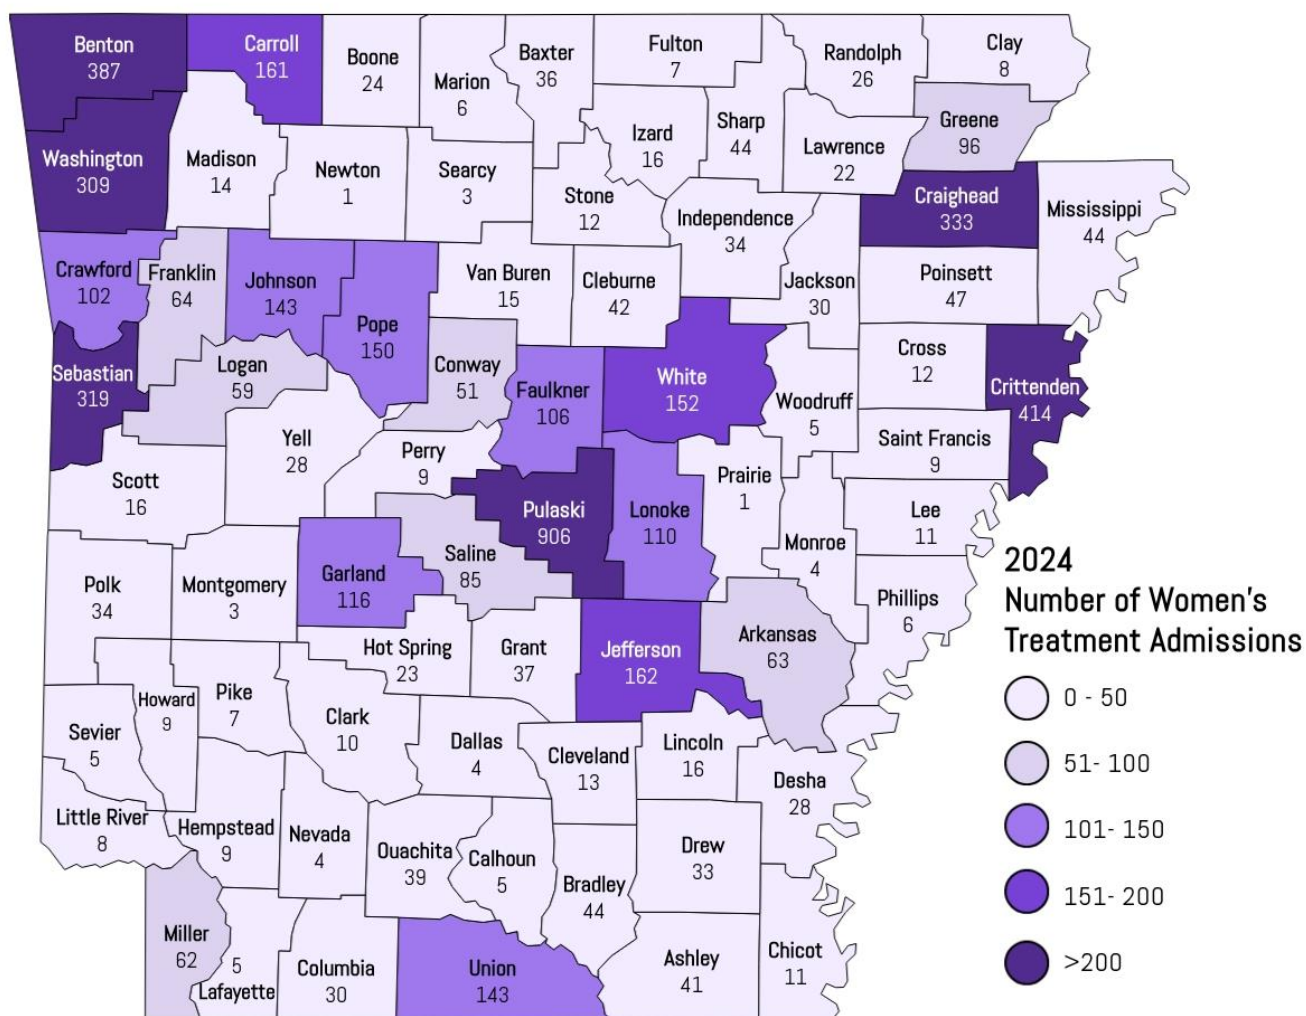 Benton
387
Carroll
161
Boone
24
Marion
6
Baxter
36
Fulton
7
Randolph
26
Clay
8
Washington
309
Madison
14
Newton
1
Searcy
3
Stone
12
Izard
16
Sharp
44
Lawrence
22
Greene
96
Craighead
333
Mississippi
44
Independence
34
Crawford
102
Franklin
64
Johnson
143
Pope
150
Van Buren
15
Cleburne
42
Jackson
30
Poinsett
47
Sebastian
319
Logan
59
Conway
51
Faulkner
106
White
152
Woodruff
5
Cross
12
Crittenden
414
Saint Francis
9
Scott
16
Yell
28
Perry
9
Pulaski
906
Lonoke
110
Prairie
1
Monroe
4
Lee
11
Phillips
6
Polk
34
Montgomery
3
Garland
116
Saline
85
Hot Spring
23
Grant
37
Jefferson
162
Arkansas
63
Sevier
5
Howard
9
Pike
7
Clark
10
Dallas
4
Cleveland
13
Lincoln
16
Desha
28
Little River
8
Hempstead
9
Nevada
4
Ouachita
39
Calhoun
5
Bradley
44
Drew
33
Miller
62
5
Lafayette
Columbia
30
Union
143
Ashley
41
Chicot
11
2024
Number of Women's
Treatment Admissions
0 - 50
51- 100
101- 150
151- 200
>200